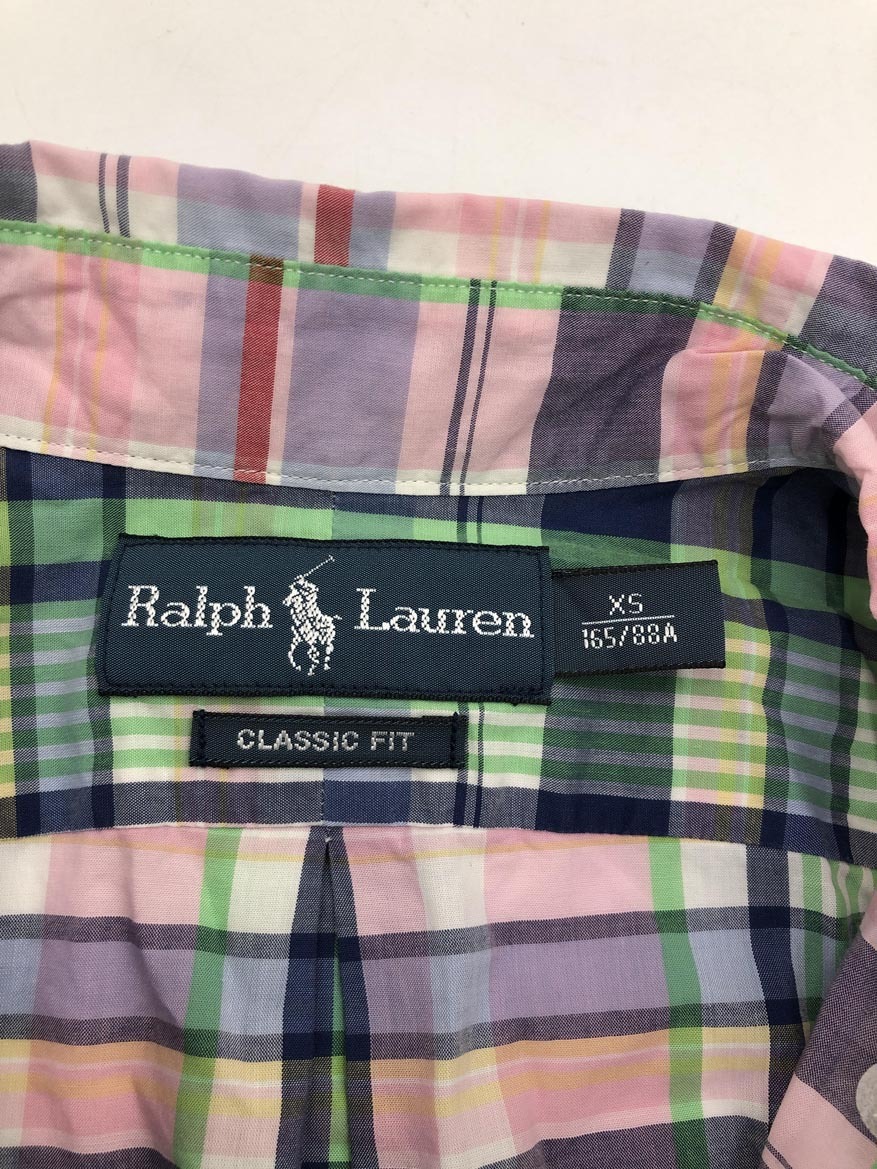 Ralph Lauren
XS
165/88A
CLASSIC FIT